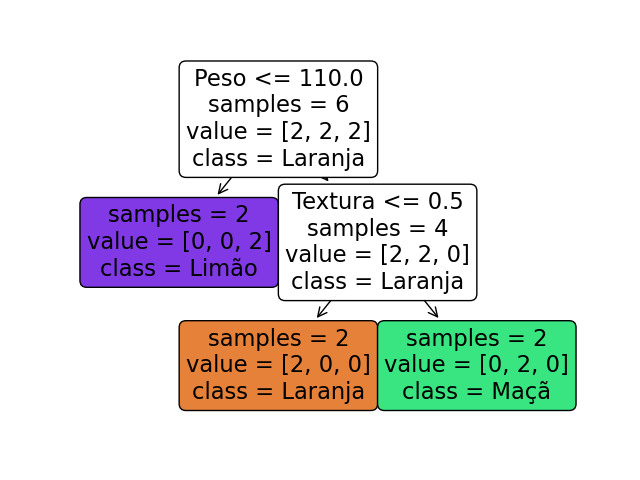 Peso <= 110.0
samples = 6
value = [2, 2, 2]
class = Laranja
samples = 2
value = [0, 0, 2]
class = Limão
Textura <= 0.5
samples = 4
value = [2, 2, 0]
class = Laranja
samples = 2
value = [2, 0, 0]
class = Laranja
samples = 2
value = [0, 2, 0]
class = Maçã